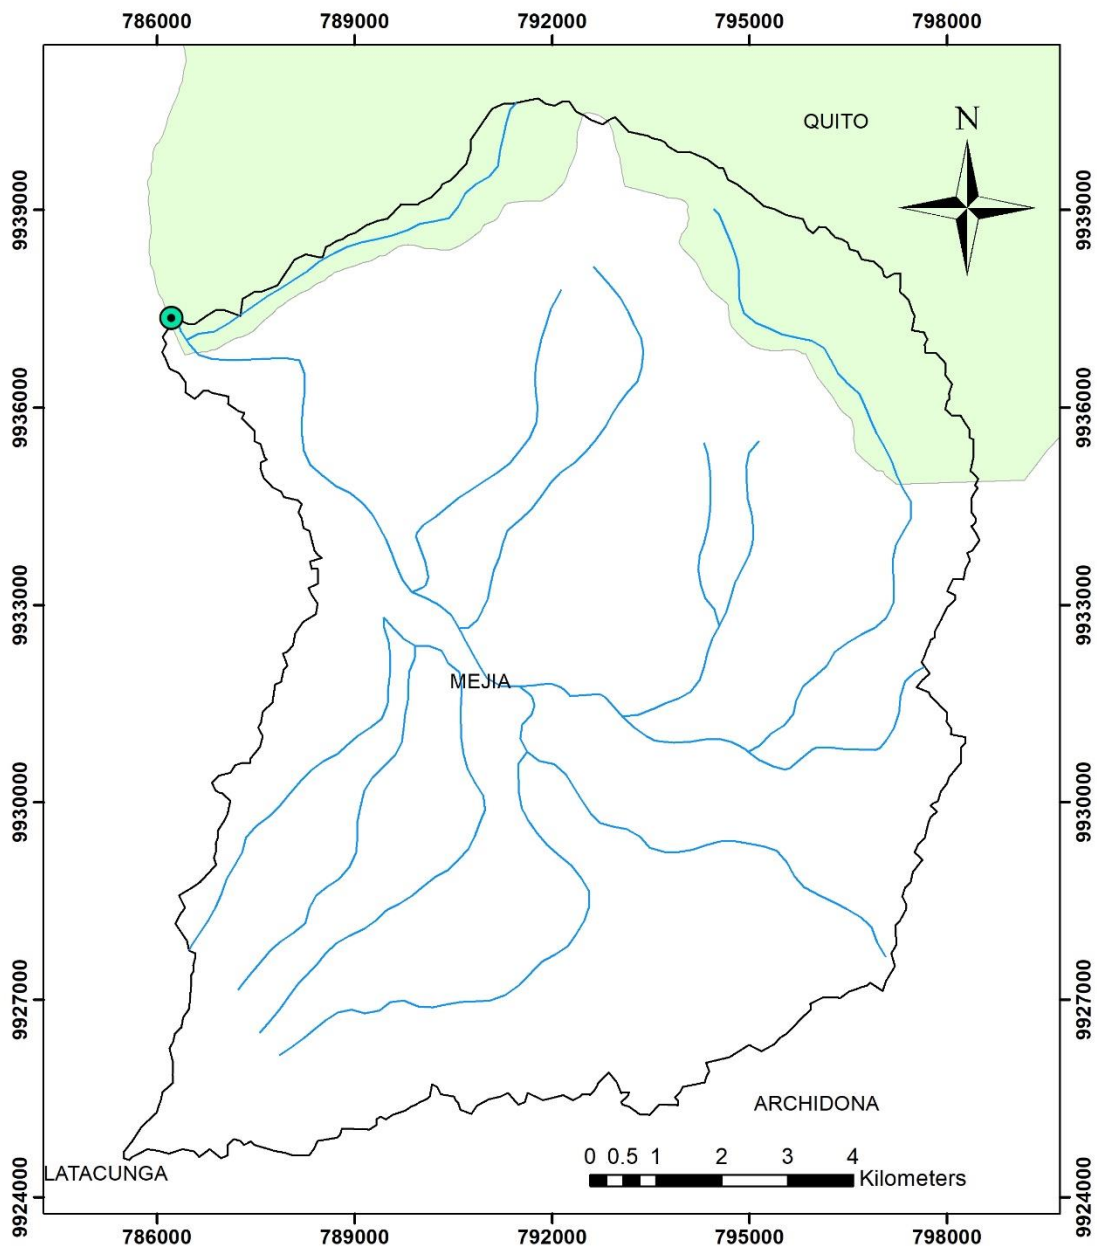 786000 789000 792000 795000 798000
QUITO
N
9939000 9939000
9936000 9936000
9933000 9933000
MEJIA
9930000 9930000
9927000 9927000
ARCHIDONA
0 0.5 1 2 3 4
Kilometers
LATACUNGA
9924000 9924000
786000 789000 792000 795000 798000